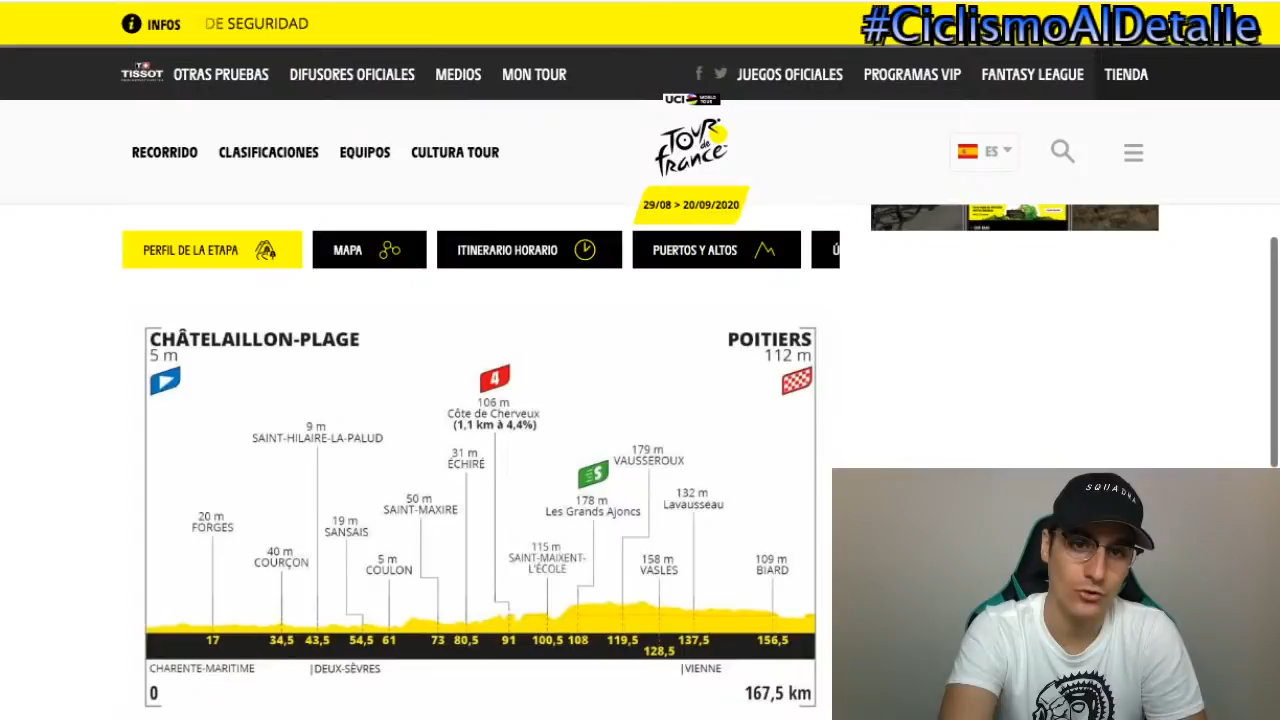 INFOS
DE SEGURIDAD
#CiclismoAlDetalle
TISSOT
OTRAS PRUEBAS
DIFUSORES OFICIALES
MEDIOS
MON TOUR
JUEGOS OFICIALES
PROGRAMAS VIP
FANTASY LEAGUE
TIENDA
UCI
RECORRIDO
CLASIFICACIONES
EQUIPOS
CULTURA TOUR
TOUR
de
france
ES
29/08 > 20/09/2020
PERFIL DE LA ETAPA
MAPA
ITINERARIO HORARIO
PUERTOS Y ALTOS
CHÂTELAILLON-PLAGE
5 m
POITIERS
112 m
4
106 m
Côte de Cherveux
(1,1 km à 4,4%)
9 m
SAINT-HILAIRE-LA-PALUD
31 m
ÉCHIRÉ
179 m
VAUSSEROUX
S
50 m
SAINT-MAXIRE
178 m
Les Grands Ajoncs
132 m
Lavausseau
20 m
FORGES
19 m
SANSAIS
40 m
COURÇON
5 m
COULON
115 m
SAINT-MAIXENT-
L'ÉCOLE
158 m
VASLES
109 m
BIARD
17 34,5 43,5 54,5 61 73 80,5 91 100,5 108 119,5 137,5 156,5
128,5
CHARENTE-MARITIME
DEUX-SÈVRES
VIENNE
0
167,5 km
SQUADRA